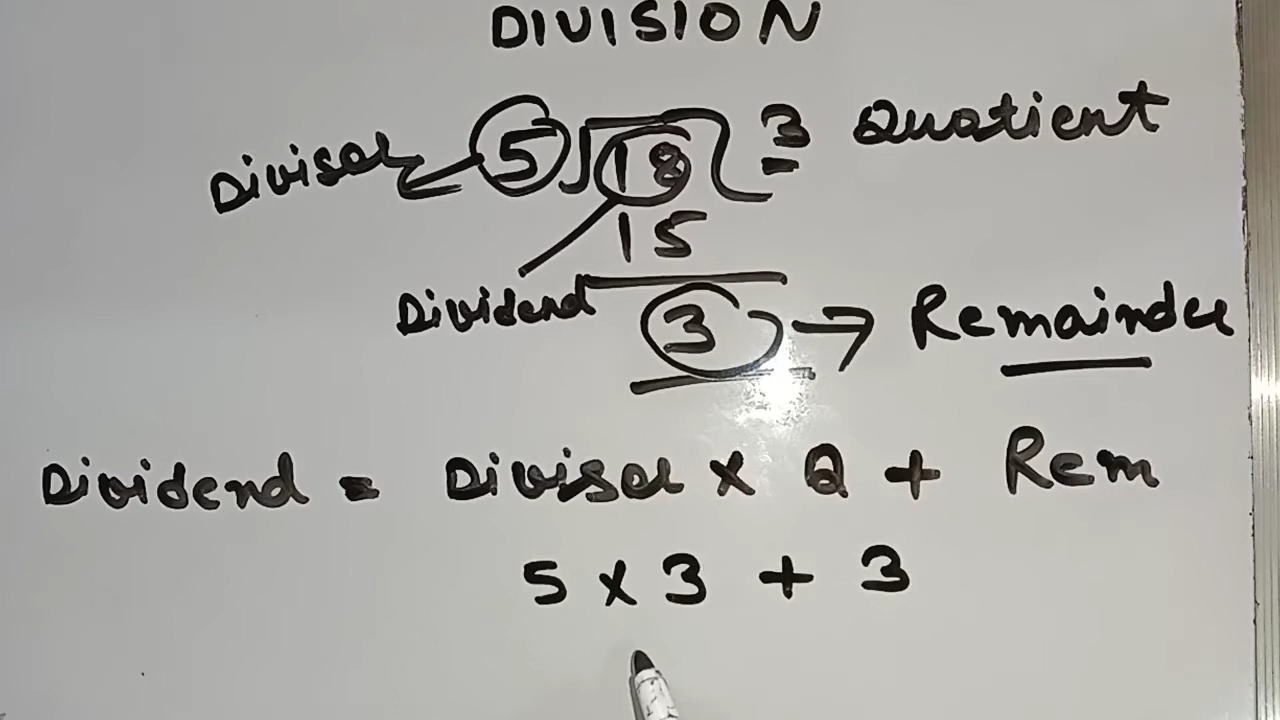 DIVISION
Divisor 5 18 3 Quotient
15
Dividend
3 → Remainder
Dividend = Divisor x Q + Rem
5 x 3 + 3